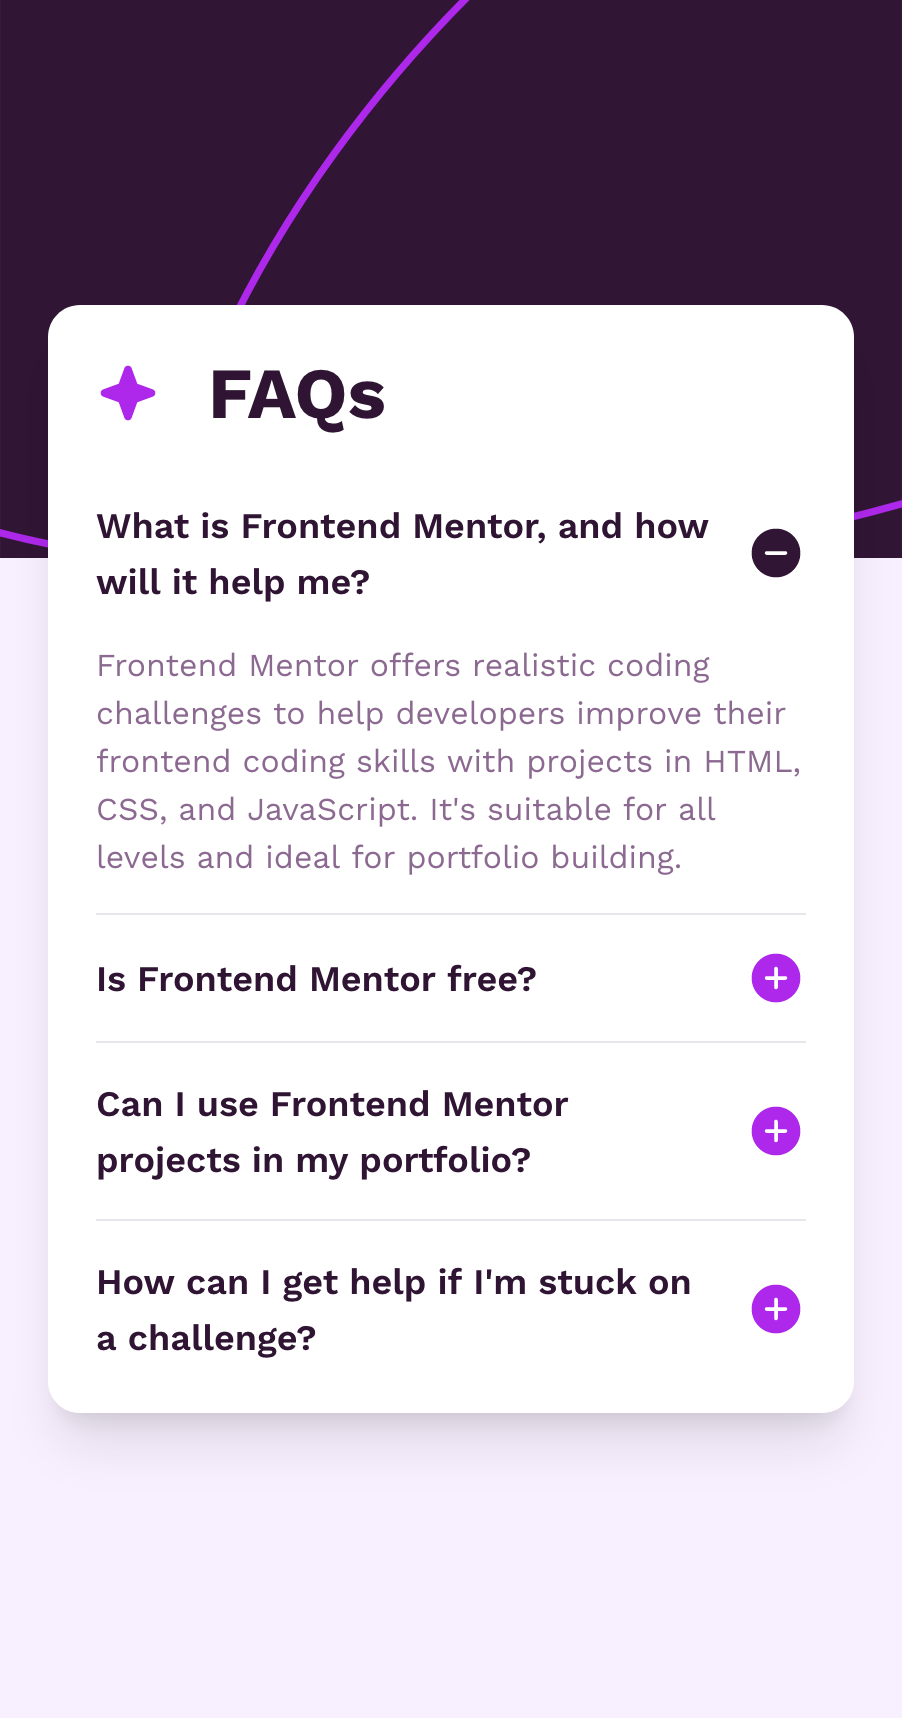 FAQs
What is Frontend Mentor, and how
will it help me?
Frontend Mentor offers realistic coding
challenges to help developers improve their
frontend coding skills with projects in HTML,
CSS, and JavaScript. It's suitable for all
levels and ideal for portfolio building.
Is Frontend Mentor free?
Can I use Frontend Mentor
projects in my portfolio?
How can I get help if I'm stuck on
a challenge?